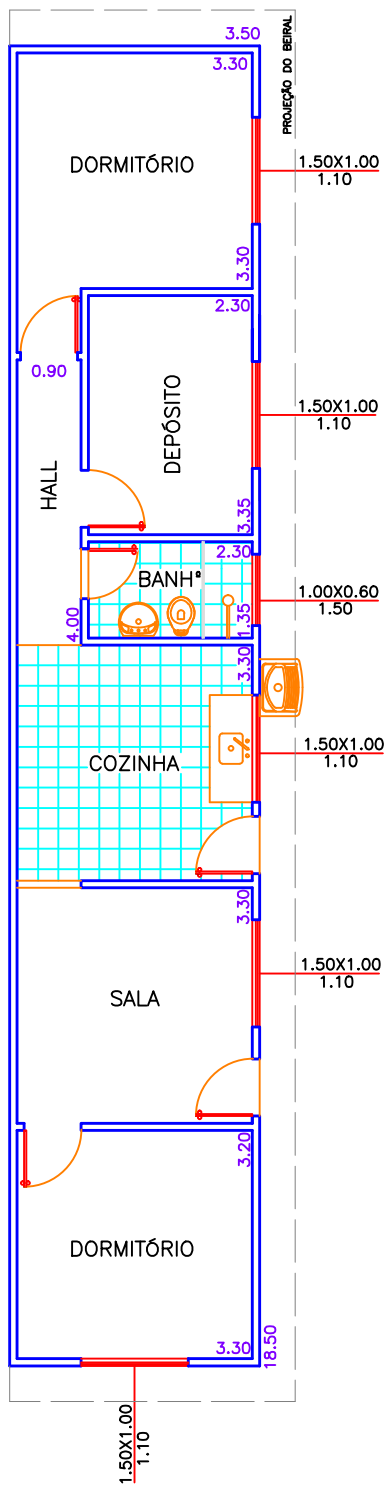 3.50
3.30
PROJEÇÃO DO BEIRAL
DORMITÓRIO
1.50X1.00
1.10
3.30
2.30
0.90
DEPÓSITO
1.50X1.00
1.10
HALL
3.35
2.30
BANHº
1.00X0.60
1.50
1.35
4.00
3.30
COZINHA
1.50X1.00
1.10
3.30
SALA
1.50X1.00
1.10
3.20
DORMITÓRIO
3.30
18.50
1.50X1.00
1.10